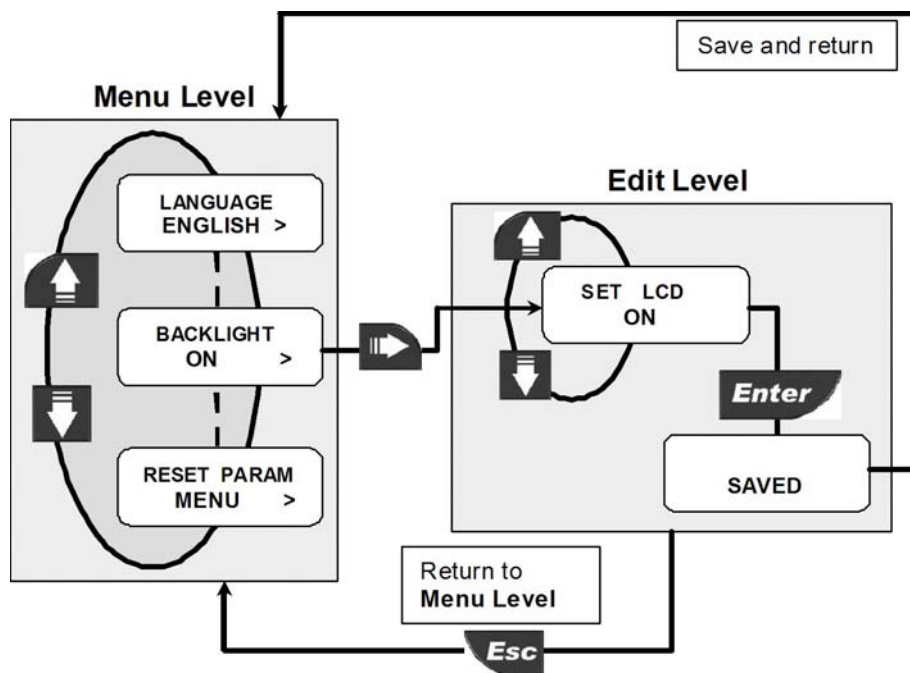 Save and return
Menu Level
LANGUAGE
ENGLISH >
BACKLIGHT
ON >
RESET PARAM
MENU >
Edit Level
SET LCD
ON
Enter
SAVED
Return to
Menu Level
Esc